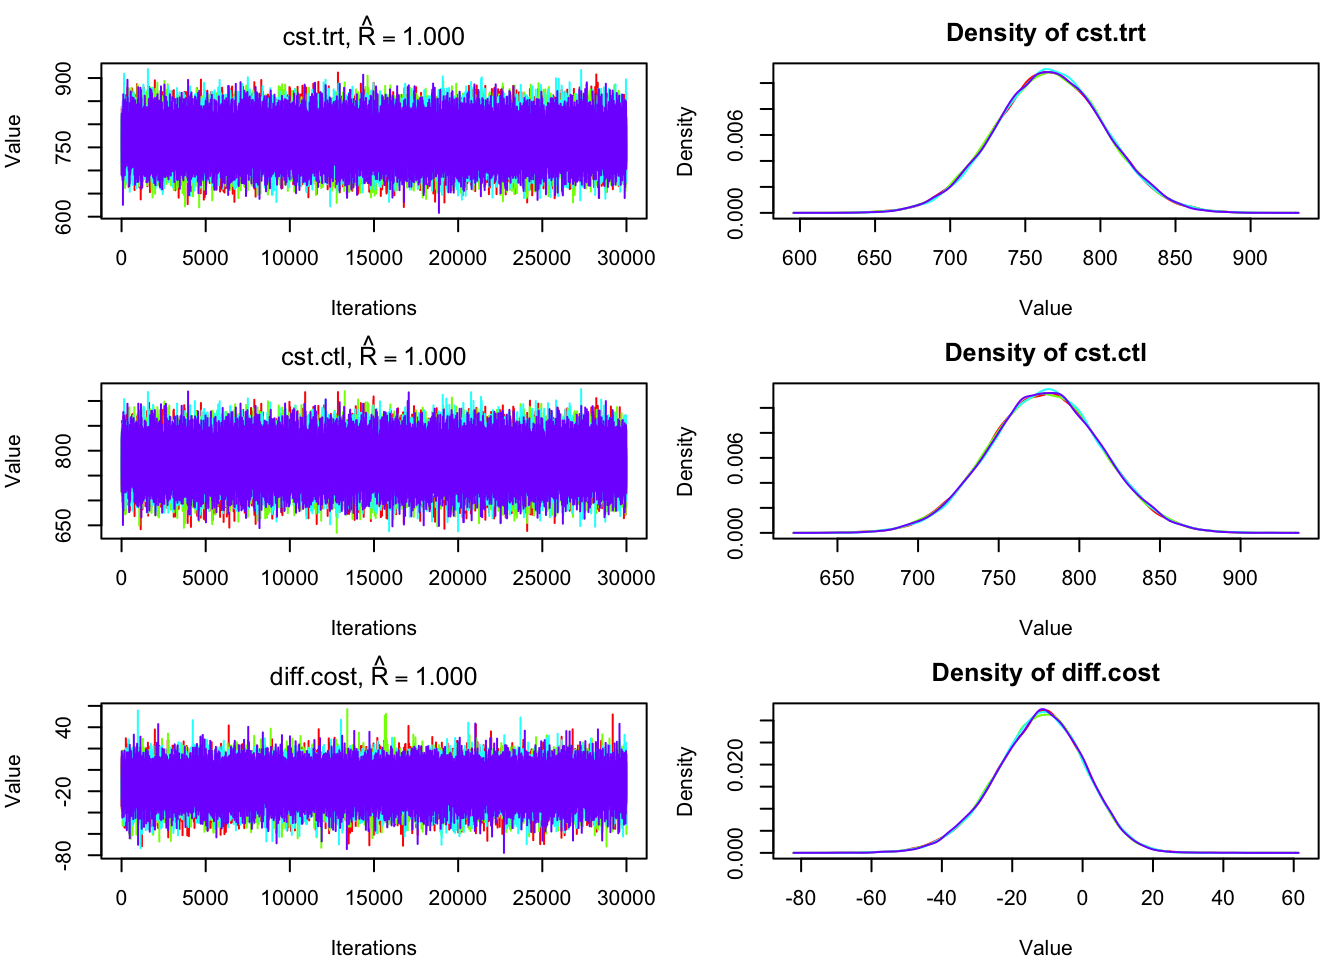 cst.trt, R̂ = 1.000
Value
900
750
600
0 5000 10000 15000 20000 25000 30000
Iterations
Density of cst.trt
Density
0.006
0.000
600 650 700 750 800 850 900
Value
cst.ctl, R̂ = 1.000
Value
800
650
0 5000 10000 15000 20000 25000 30000
Iterations
Density of cst.ctl
Density
0.006
0.000
650 700 750 800 850 900
Value
diff.cost, R̂ = 1.000
Value
40
-20
-80
0 5000 10000 15000 20000 25000 30000
Iterations
Density of diff.cost
Density
0.020
0.000
-80 -60 -40 -20 0 20 40 60
Value